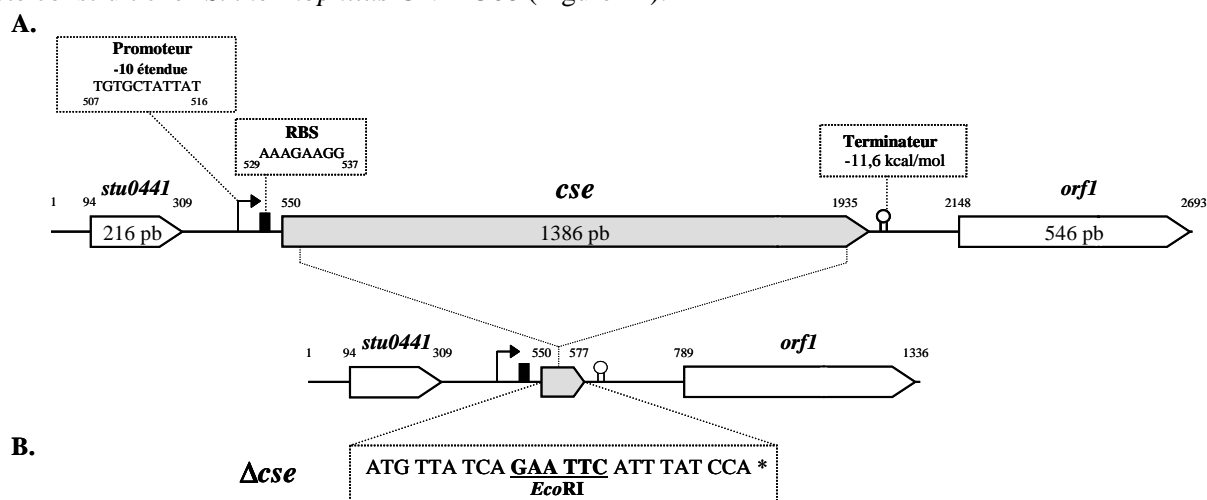 A.
Promoteur
-10 étendue
TGTGCTATTAT
507 516
RBS
AAAGAAGG
529 537
Terminateur
-11,6 kcal/mol
stu0441 cse orf1
1 94 309 550 1935 2148 2693
216 pb 1386 pb 546 pb
stu0441 orf1
1 94 309 550 577 789 1336
B.
Δcse
ATG TTA TCA GAA TTC ATT TAT CCA *
EcoRI